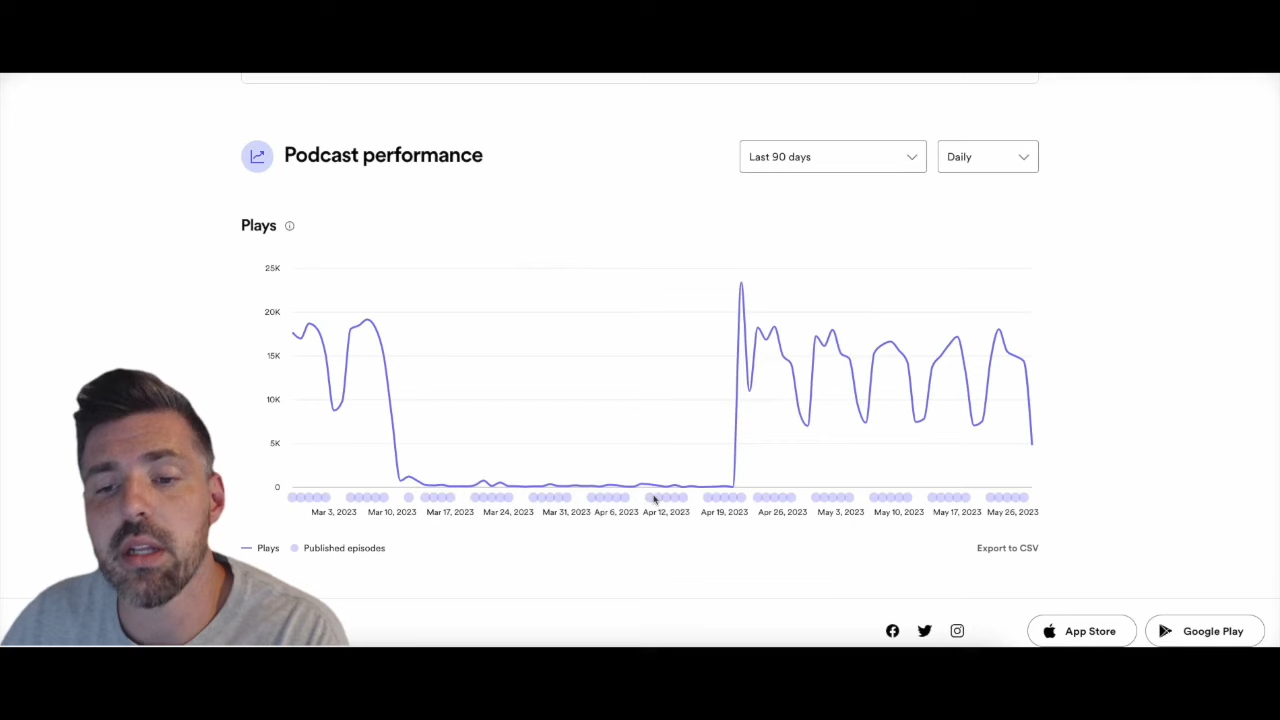 Podcast performance
Last 90 days
Daily
Plays
25K
20K
15K
10K
5K
0
Mar 3, 2023 Mar 10, 2023 Mar 17, 2023 Mar 24, 2023 Mar 31, 2023 Apr 6, 2023 Apr 12, 2023 Apr 19, 2023 Apr 26, 2023 May 3, 2023 May 10, 2023 May 17, 2023 May 26, 2023
Plays Published episodes Export to CSV
App Store Google Play